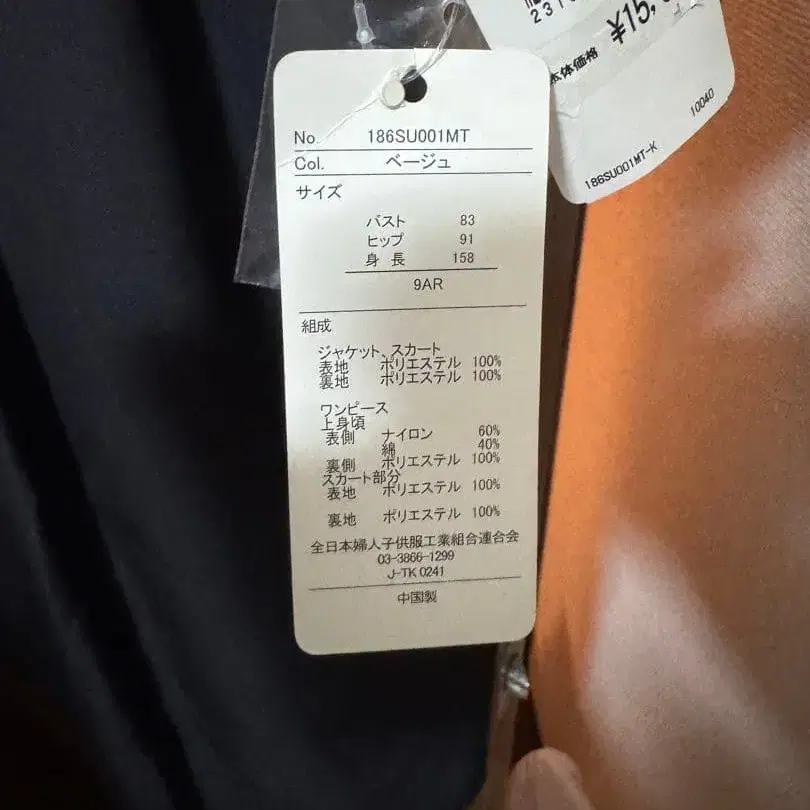 No. 186SU001MT
Col. ベージュ
サイズ
バスト 83
ヒップ 91
身 長 158
9AR
組成
ジャケット、スカート
表地 ポリエステル 100%
裏地 ポリエステル 100%
ワンピース
上身頃
表側 ナイロン 60%
綿 40%
裏側 ポリエステル 100%
スカート部分
表地 ポリエステル 100%
裏地 ポリエステル 100%
全日本婦人子供服工業組合連合会
03-3866-1299
J-TK 0241
中国製
本体価格 ¥15,
10040
186SU001MT-K